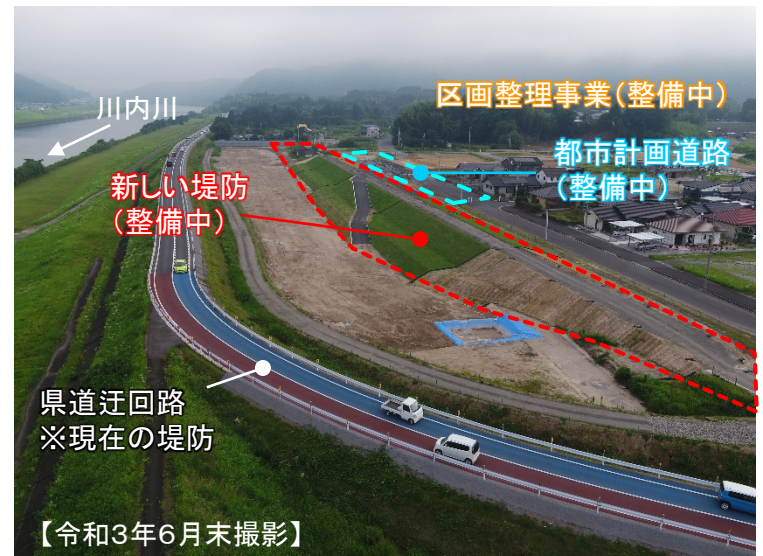 区画整理事業(整備中)
川内川
都市計画道路
(整備中)
新しい堤防
(整備中)
県道迂回路
※現在の堤防
【令和3年6月末撮影】